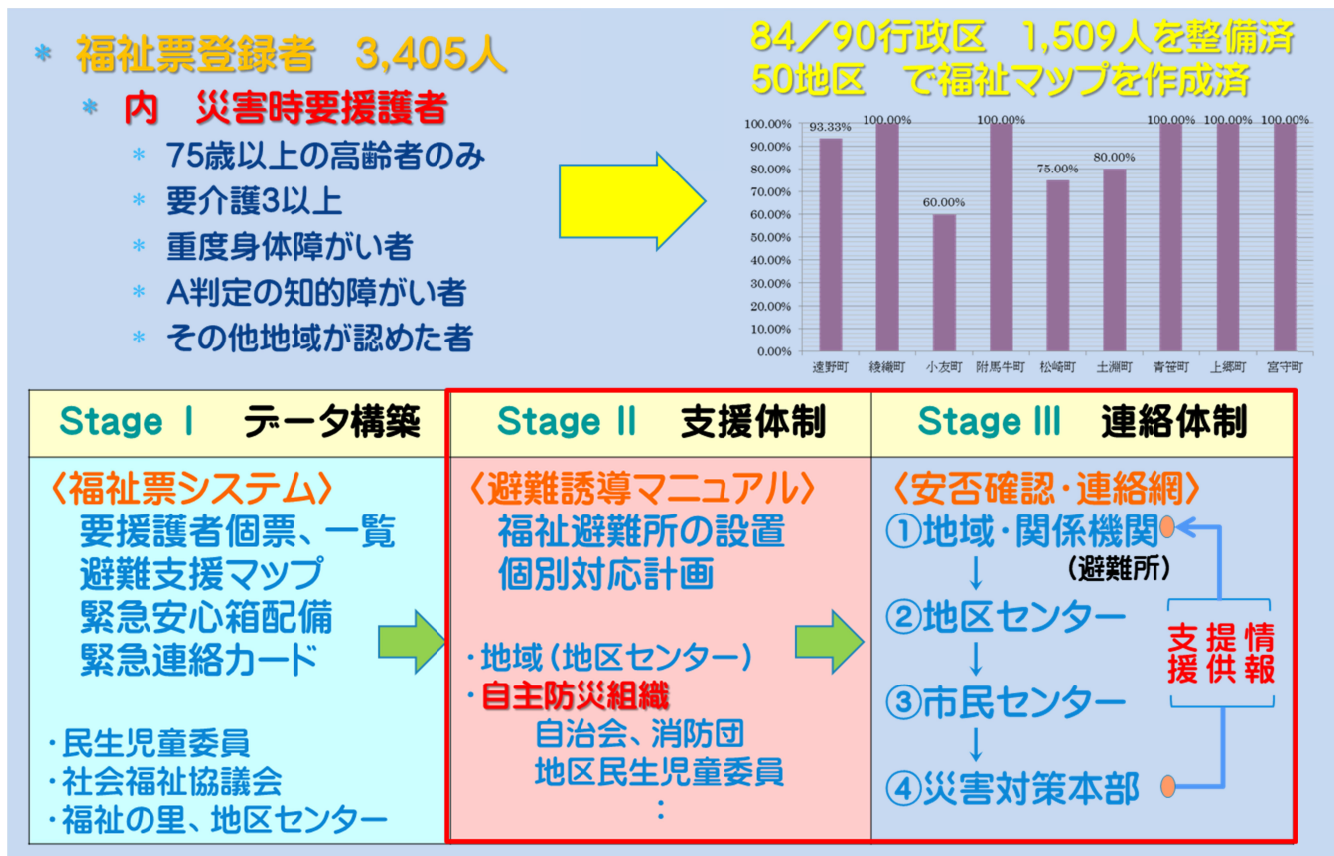 * 福祉票登録者　3,405人
* 内　災害時要援護者
* 75歳以上の高齢者のみ
* 要介護3以上
* 重度身体障がい者
* A判定の知的障がい者
* その他地域が認めた者
84／90行政区　1,509人を整備済
50地区　で福祉マップを作成済
100.00%
90.00%
80.00%
70.00%
60.00%
50.00%
40.00%
30.00%
20.00%
10.00%
0.00%
93.33%
100.00%
60.00%
100.00%
75.00%
80.00%
100.00%
100.00%
100.00%
遠野町
綾織町
小友町
附馬牛町
松崎町
土淵町
青笹町
上郷町
宮守町
Stage Ⅰ　データ構築
〈福祉票システム〉
要援護者個票、一覧
避難支援マップ
緊急安心箱配備
緊急連絡カード
・民生児童委員
・社会福祉協議会
・福祉の里、地区センター
Stage Ⅱ　支援体制
〈避難誘導マニュアル〉
福祉避難所の設置
個別対応計画
・地域（地区センター）
・自主防災組織
自治会、消防団
地区民生児童委員
：
Stage Ⅲ　連絡体制
〈安否確認・連絡網〉
①地域・関係機関
（避難所）
↓
②地区センター
↓
③市民センター
↓
④災害対策本部
情報
提供
支援